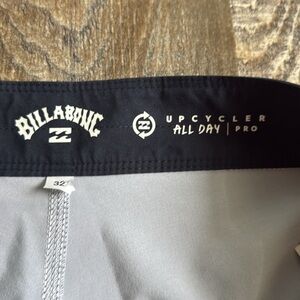 BILLABONG
UPCYCLER
ALL DAY | PRO
32